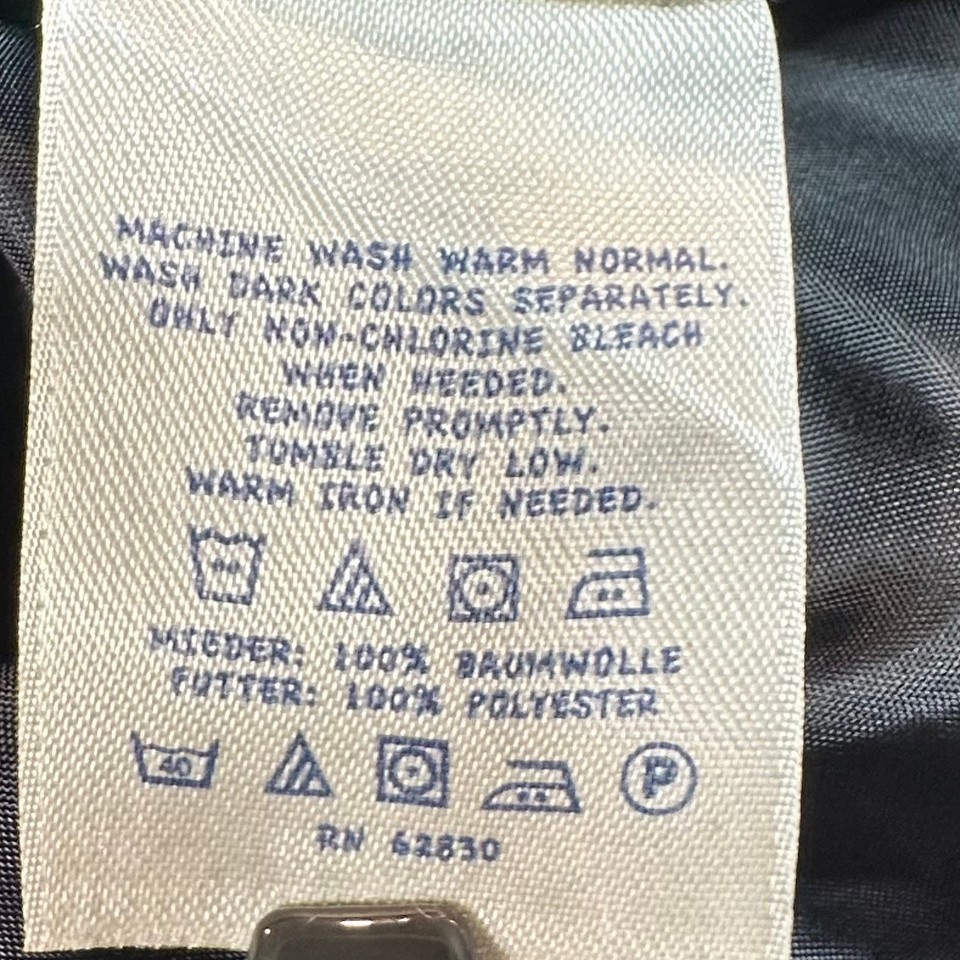 MACHINE WASH WARM NORMAL.
WASH DARK COLORS SEPARATELY.
ONLY NON-CHLORINE BLEACH
WHEN NEEDED.
REMOVE PROMPTLY.
TUMBLE DRY LOW.
WARM IRON IF NEEDED.
MIEDER: 100% BAUMWOLLE
FUTTER: 100% POLYESTER
40 P
RN 62830